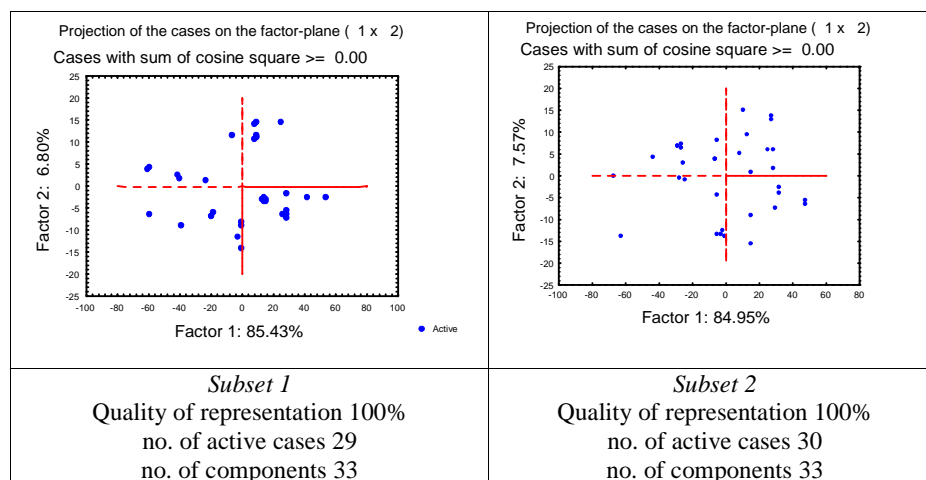 Projection of the cases on the factor-plane ( 1 x 2)
Cases with sum of cosine square >= 0.00
25
20
15
10
5
0
-5
-10
-15
-20
-25
-100 -80 -60 -40 -20 0 20 40 60 80 100
Factor 2: 6.80%
Factor 1: 85.43%
Active
Projection of the cases on the factor-plane ( 1 x 2)
Cases with sum of cosine square >= 0.00
25
20
15
10
5
0
-5
-10
-15
-20
-25
-100 -80 -60 -40 -20 0 20 40 60 80
Factor 2: 7.57%
Factor 1: 84.95%
Subset 1
Quality of representation 100%
no. of active cases 29
no. of components 33
Subset 2
Quality of representation 100%
no. of active cases 30
no. of components 33